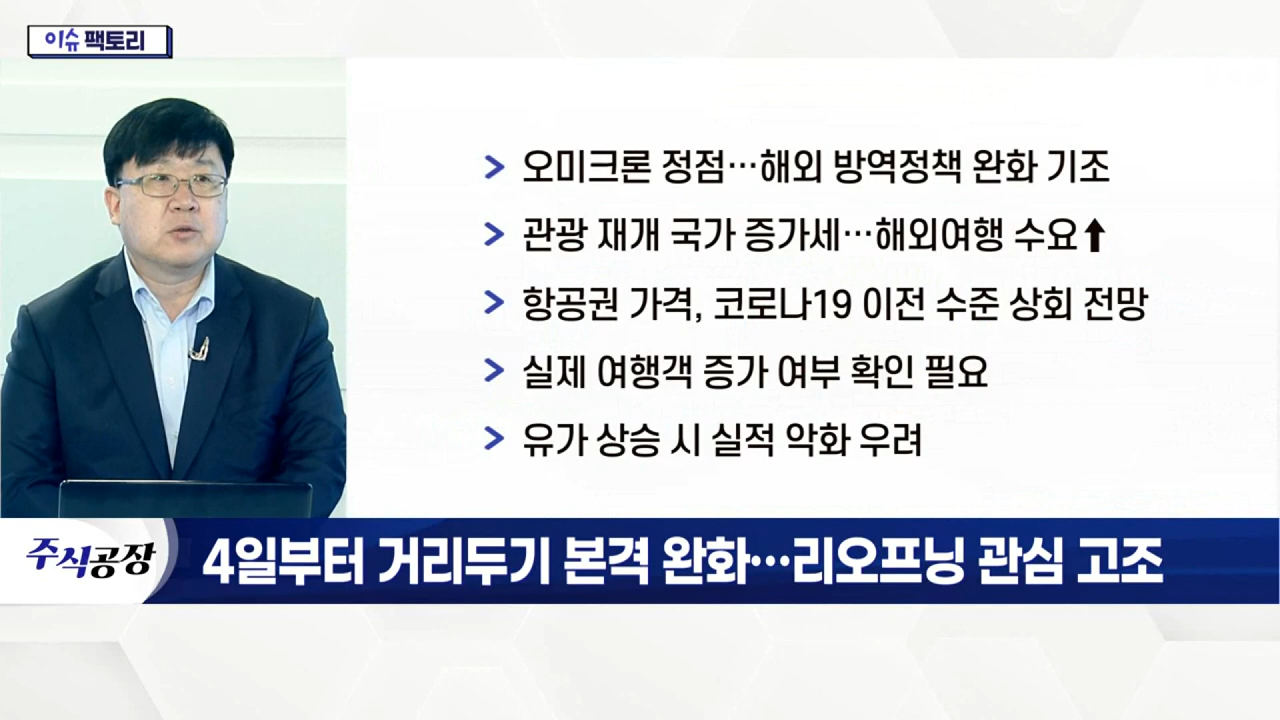 이슈 팩토리
> 오미크론 정점…해외 방역정책 완화 기조
> 관광 재개 국가 증가세…해외여행 수요⬆
> 항공권 가격, 코로나19 이전 수준 상회 전망
> 실제 여행객 증가 여부 확인 필요
> 유가 상승 시 실적 악화 우려
주식공장
4일부터 거리두기 본격 완화…리오프닝 관심 고조